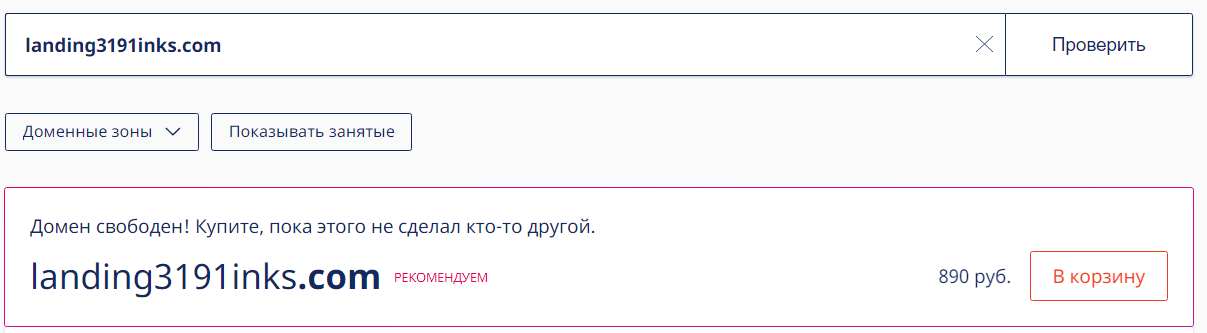 landing3191inks.com
Проверить
Доменные зоны
Показывать занятые
Домен свободен! Купите, пока этого не сделал кто-то другой.
landing3191inks.com РЕКОМЕНДУЕМ
890 руб.
В корзину